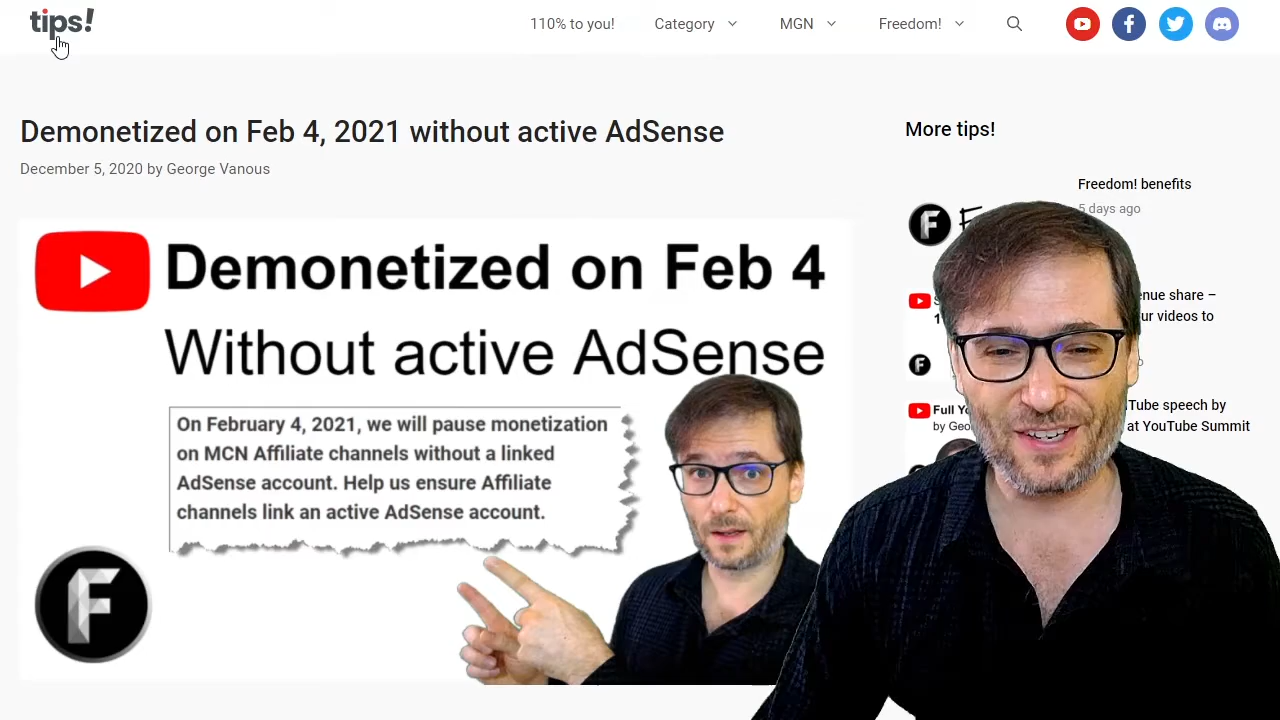 tips!
110% to you!
Category
MGN
Freedom!
Demonetized on Feb 4, 2021 without active AdSense
December 5, 2020 by George Vanous
Demonetized on Feb 4
Without active AdSense
On February 4, 2021, we will pause monetization
on MCN Affiliate channels without a linked
AdSense account. Help us ensure Affiliate
channels link an active AdSense account.
F
More tips!
Freedom! benefits
5 days ago
F
F
Full
Tube speech by
at YouTube Summit